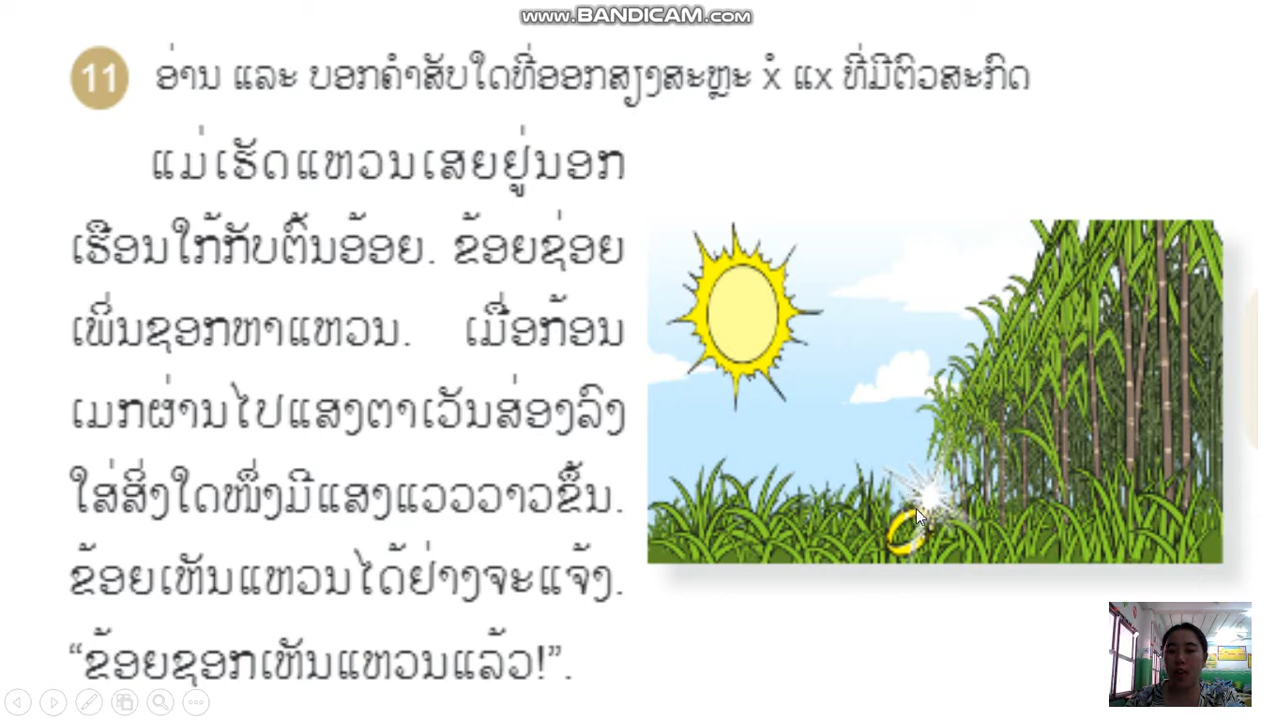 www.BANDICAM.com
11 ອ່ານ ແລະ ບອກຄໍາສັບໃດທີ່ອອກສຽງສະຫຼະ xໍ ແx ທີ່ມີຕົວສະກົດ
ແມ່ເຮັດແຫວນເສຍຢູ່ນອກ
ເຮືອນໃກ້ກັບຕົ້ນອ້ອຍ. ຂ້ອຍຊ່ອຍ
ເພິ່ນຊອກຫາແຫວນ. ເມື່ອກ້ອນ
ເມກຜ່ານໄປແສງຕາເວັນສ່ອງລົງ
ໃສ່ສິ່ງໃດໜຶ່ງມີແສງແວວວາວຂຶ້ນ.
ຂ້ອຍເຫັນແຫວນໄດ້ຢ່າງຈະແຈ້ງ.
“ຂ້ອຍຊອກເຫັນແຫວນແລ້ວ!”.